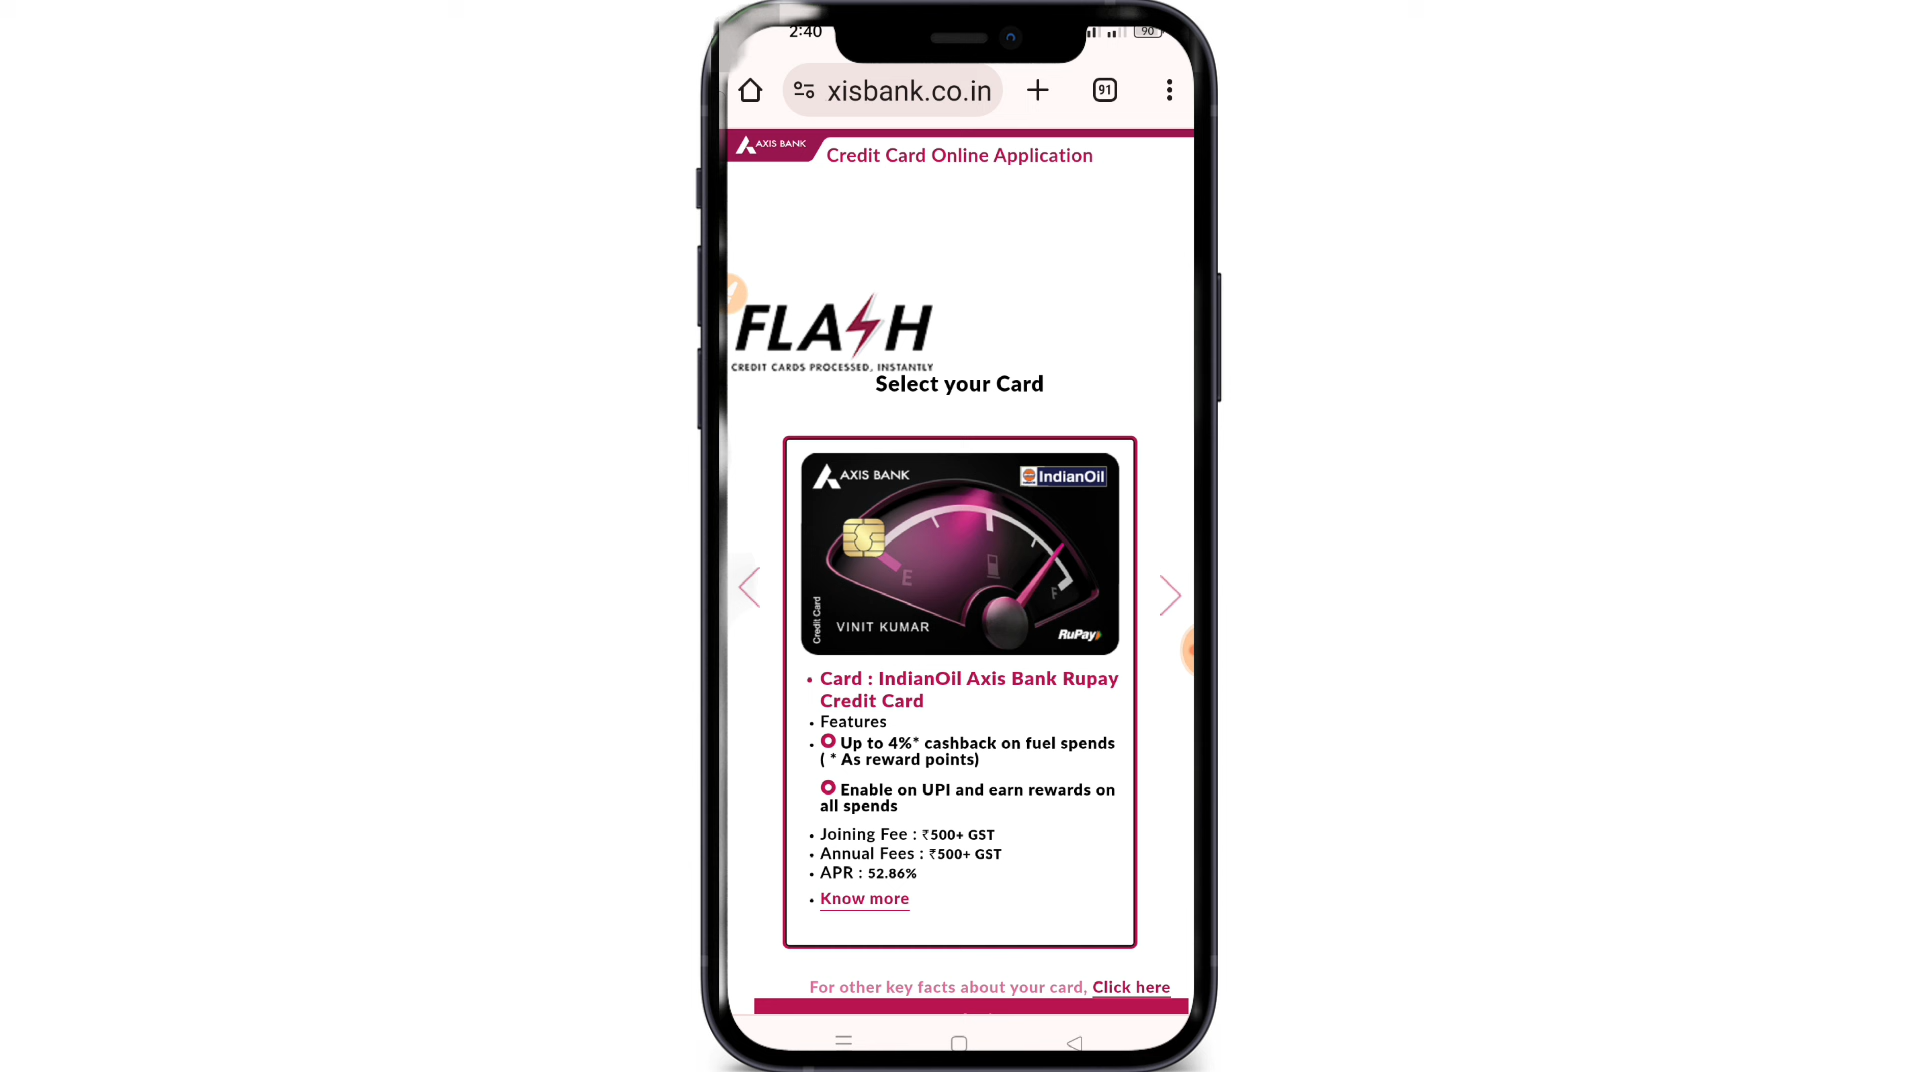 2:40
90
xisbank.co.in
91
AXIS BANK
Credit Card Online Application
FLASH
CREDIT CARDS PROCESSED, INSTANTLY
Select your Card
AXIS BANK
IndianOil
E
F
Credit Card
VINIT KUMAR
RuPay
Card : IndianOil Axis Bank Rupay
Credit Card
Features
Up to 4%* cashback on fuel spends
( * As reward points)
Enable on UPI and earn rewards on
all spends
Joining Fee : ₹500+ GST
Annual Fees : ₹500+ GST
APR : 52.86%
Know more
For other key facts about your card, Click here